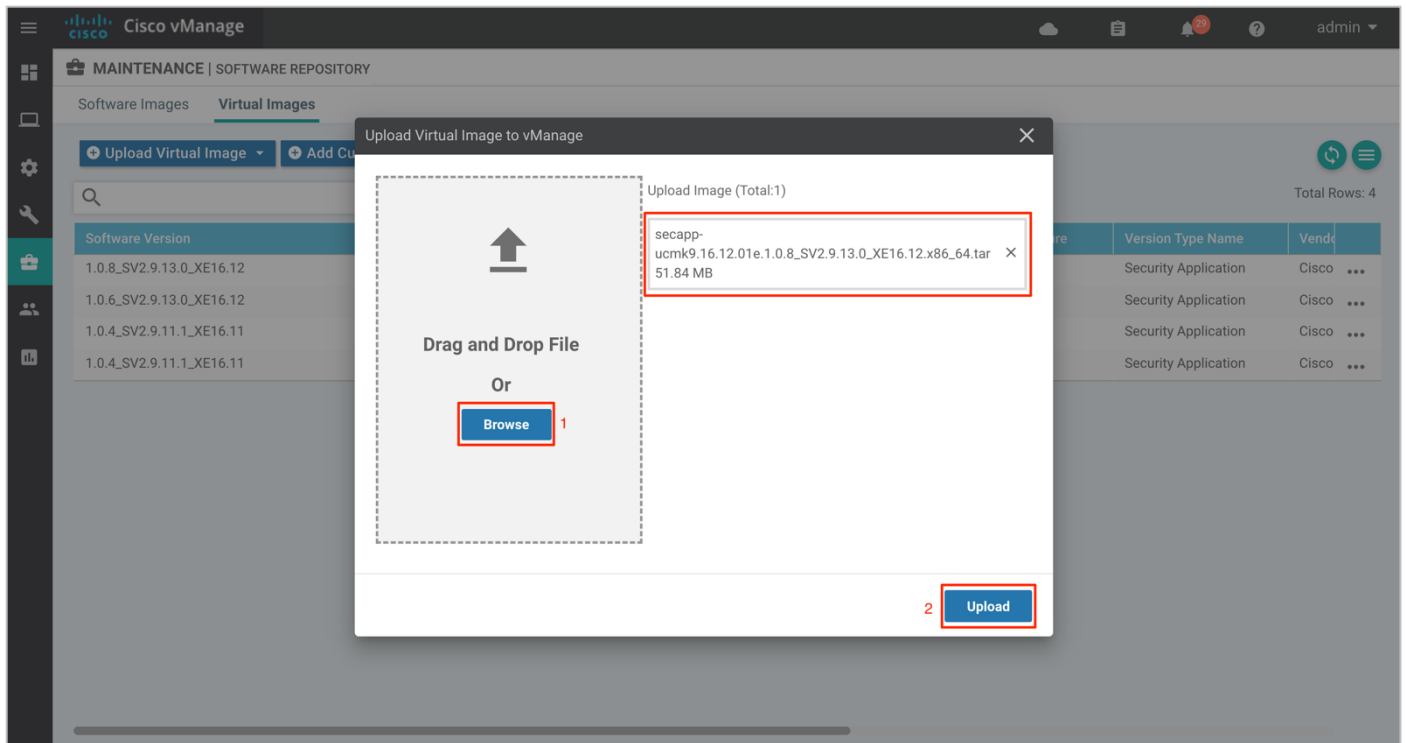 cisco Cisco vManage
29
admin
MAINTENANCE | SOFTWARE REPOSITORY
Software Images Virtual Images
Upload Virtual Image to vManage
Upload Virtual Image
Add Cu
Total Rows: 4
Software Version
re
Version Type Name
Vend
1.0.8_SV2.9.13.0_XE16.12
Security Application
Cisco
1.0.6_SV2.9.13.0_XE16.12
Security Application
Cisco
1.0.4_SV2.9.11.1_XE16.11
Security Application
Cisco
1.0.4_SV2.9.11.1_XE16.11
Security Application
Cisco
Drag and Drop File
Or
Browse
1
Upload Image (Total:1)
secapp-
ucmk9.16.12.01e.1.0.8_SV2.9.13.0_XE16.12.x86_64.tar
51.84 MB
2
Upload